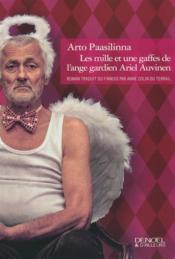 Arto Paasilinna
Les mille et une gaffes de
l'ange gardien Ariel Auvinen
ROMAN TRADUIT DU FINNOIS PAR ANNE COLIN DU TERRAIL
DENOËL
& D'AILLEURS